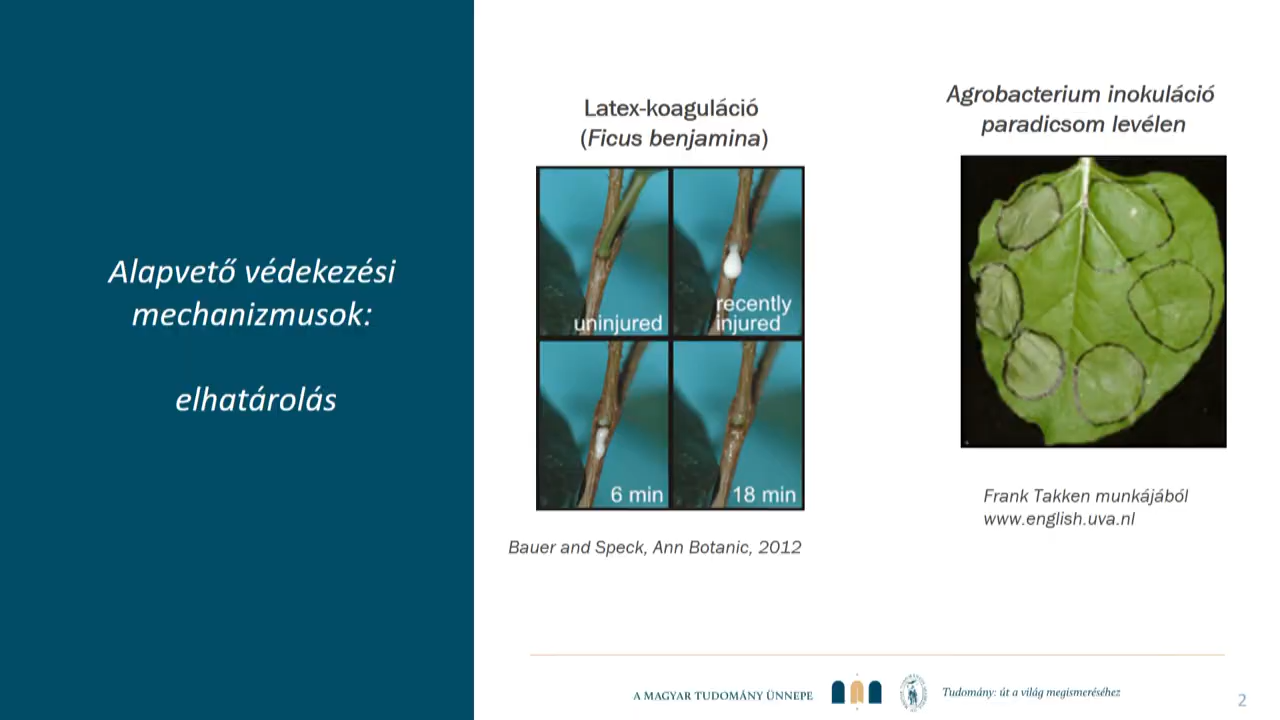 Alapvető védekezési
mechanizmusok:
elhatárolás
Latex-koaguláció
(Ficus benjamina)
uninjured
recently
injured
6 min
18 min
Bauer and Speck, Ann Botanic, 2012
Agrobacterium inokuláció
paradicsom levélen
Frank Takken munkájából
www.english.uva.nl
A MAGYAR TUDOMÁNY ÜNNEPE
Tudomány: út a világ megismeréséhez
2